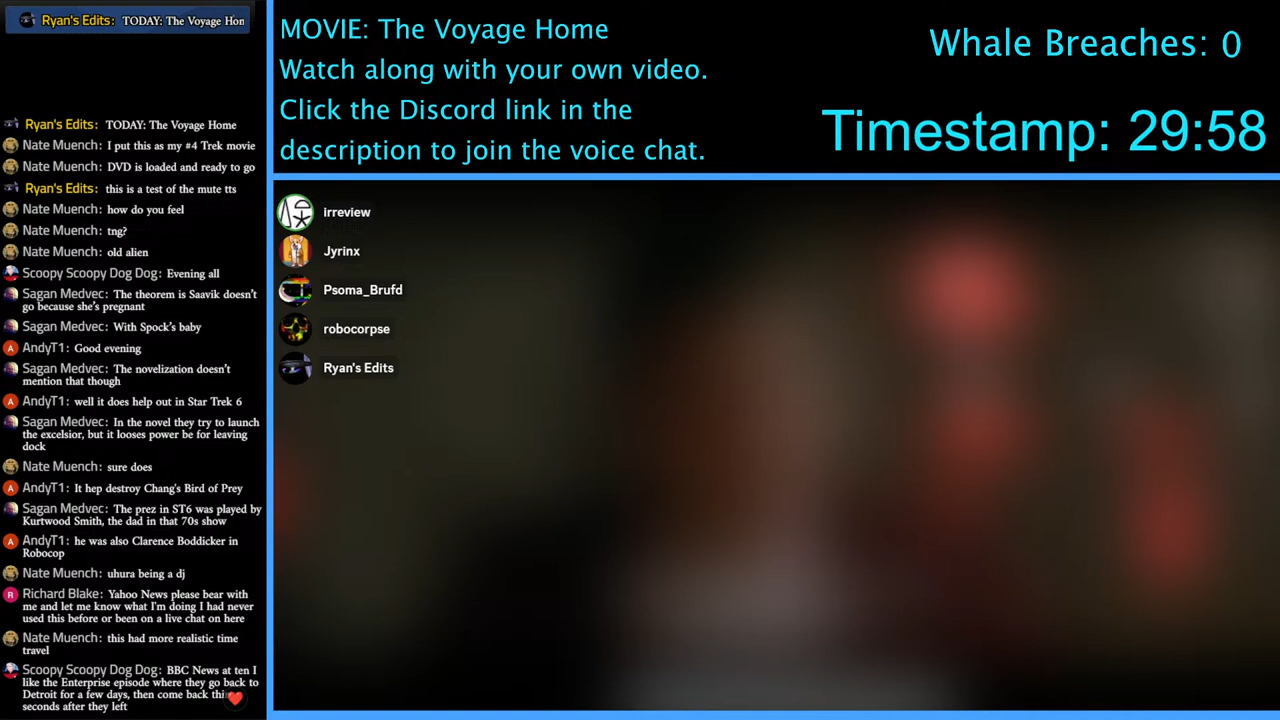 Ryan's Edits: TODAY: The Voyage Hom
Ryan's Edits: TODAY: The Voyage Home
Nate Muench: I put this as my #4 Trek movie
Nate Muench: DVD is loaded and ready to go
Ryan's Edits: this is a test of the mute tts
Nate Muench: how do you feel
Nate Muench: tng?
Nate Muench: old alien
Scoopy Scoopy Dog Dog: Evening all
Sagan Medvec: The theorem is Saavik doesn't
go because she's pregnant
Sagan Medvec: With Spock's baby
A AndyT1: Good evening
Sagan Medvec: The novelization doesn't
mention that though
A AndyT1: well it does help out in Star Trek 6
Sagan Medvec: In the novel they try to launch
the excelsior, but it looses power be for leaving
dock
Nate Muench: sure does
A AndyT1: It hep destroy Chang's Bird of Prey
Sagan Medvec: The prez in ST6 was played by
Kurtwood Smith, the dad in that 70s show
A AndyT1: he was also Clarence Boddicker in
Robocop
Nate Muench: uhura being a dj
R Richard Blake: Yahoo News please bear with
me and let me know what I'm doing I had never
used this before or been on a live chat on here
Nate Muench: this had more realistic time
travel
Scoopy Scoopy Dog Dog: BBC News at ten I
like the Enterprise episode where they go back to
Detroit for a few days, then come back
seconds after they left
MOVIE: The Voyage Home
Watch along with your own video.
Click the Discord link in the
description to join the voice chat.
Whale Breaches: 0
Timestamp: 29:58
irreview
Jyrinx
Psoma_Brufd
robocorpse
Ryan's Edits